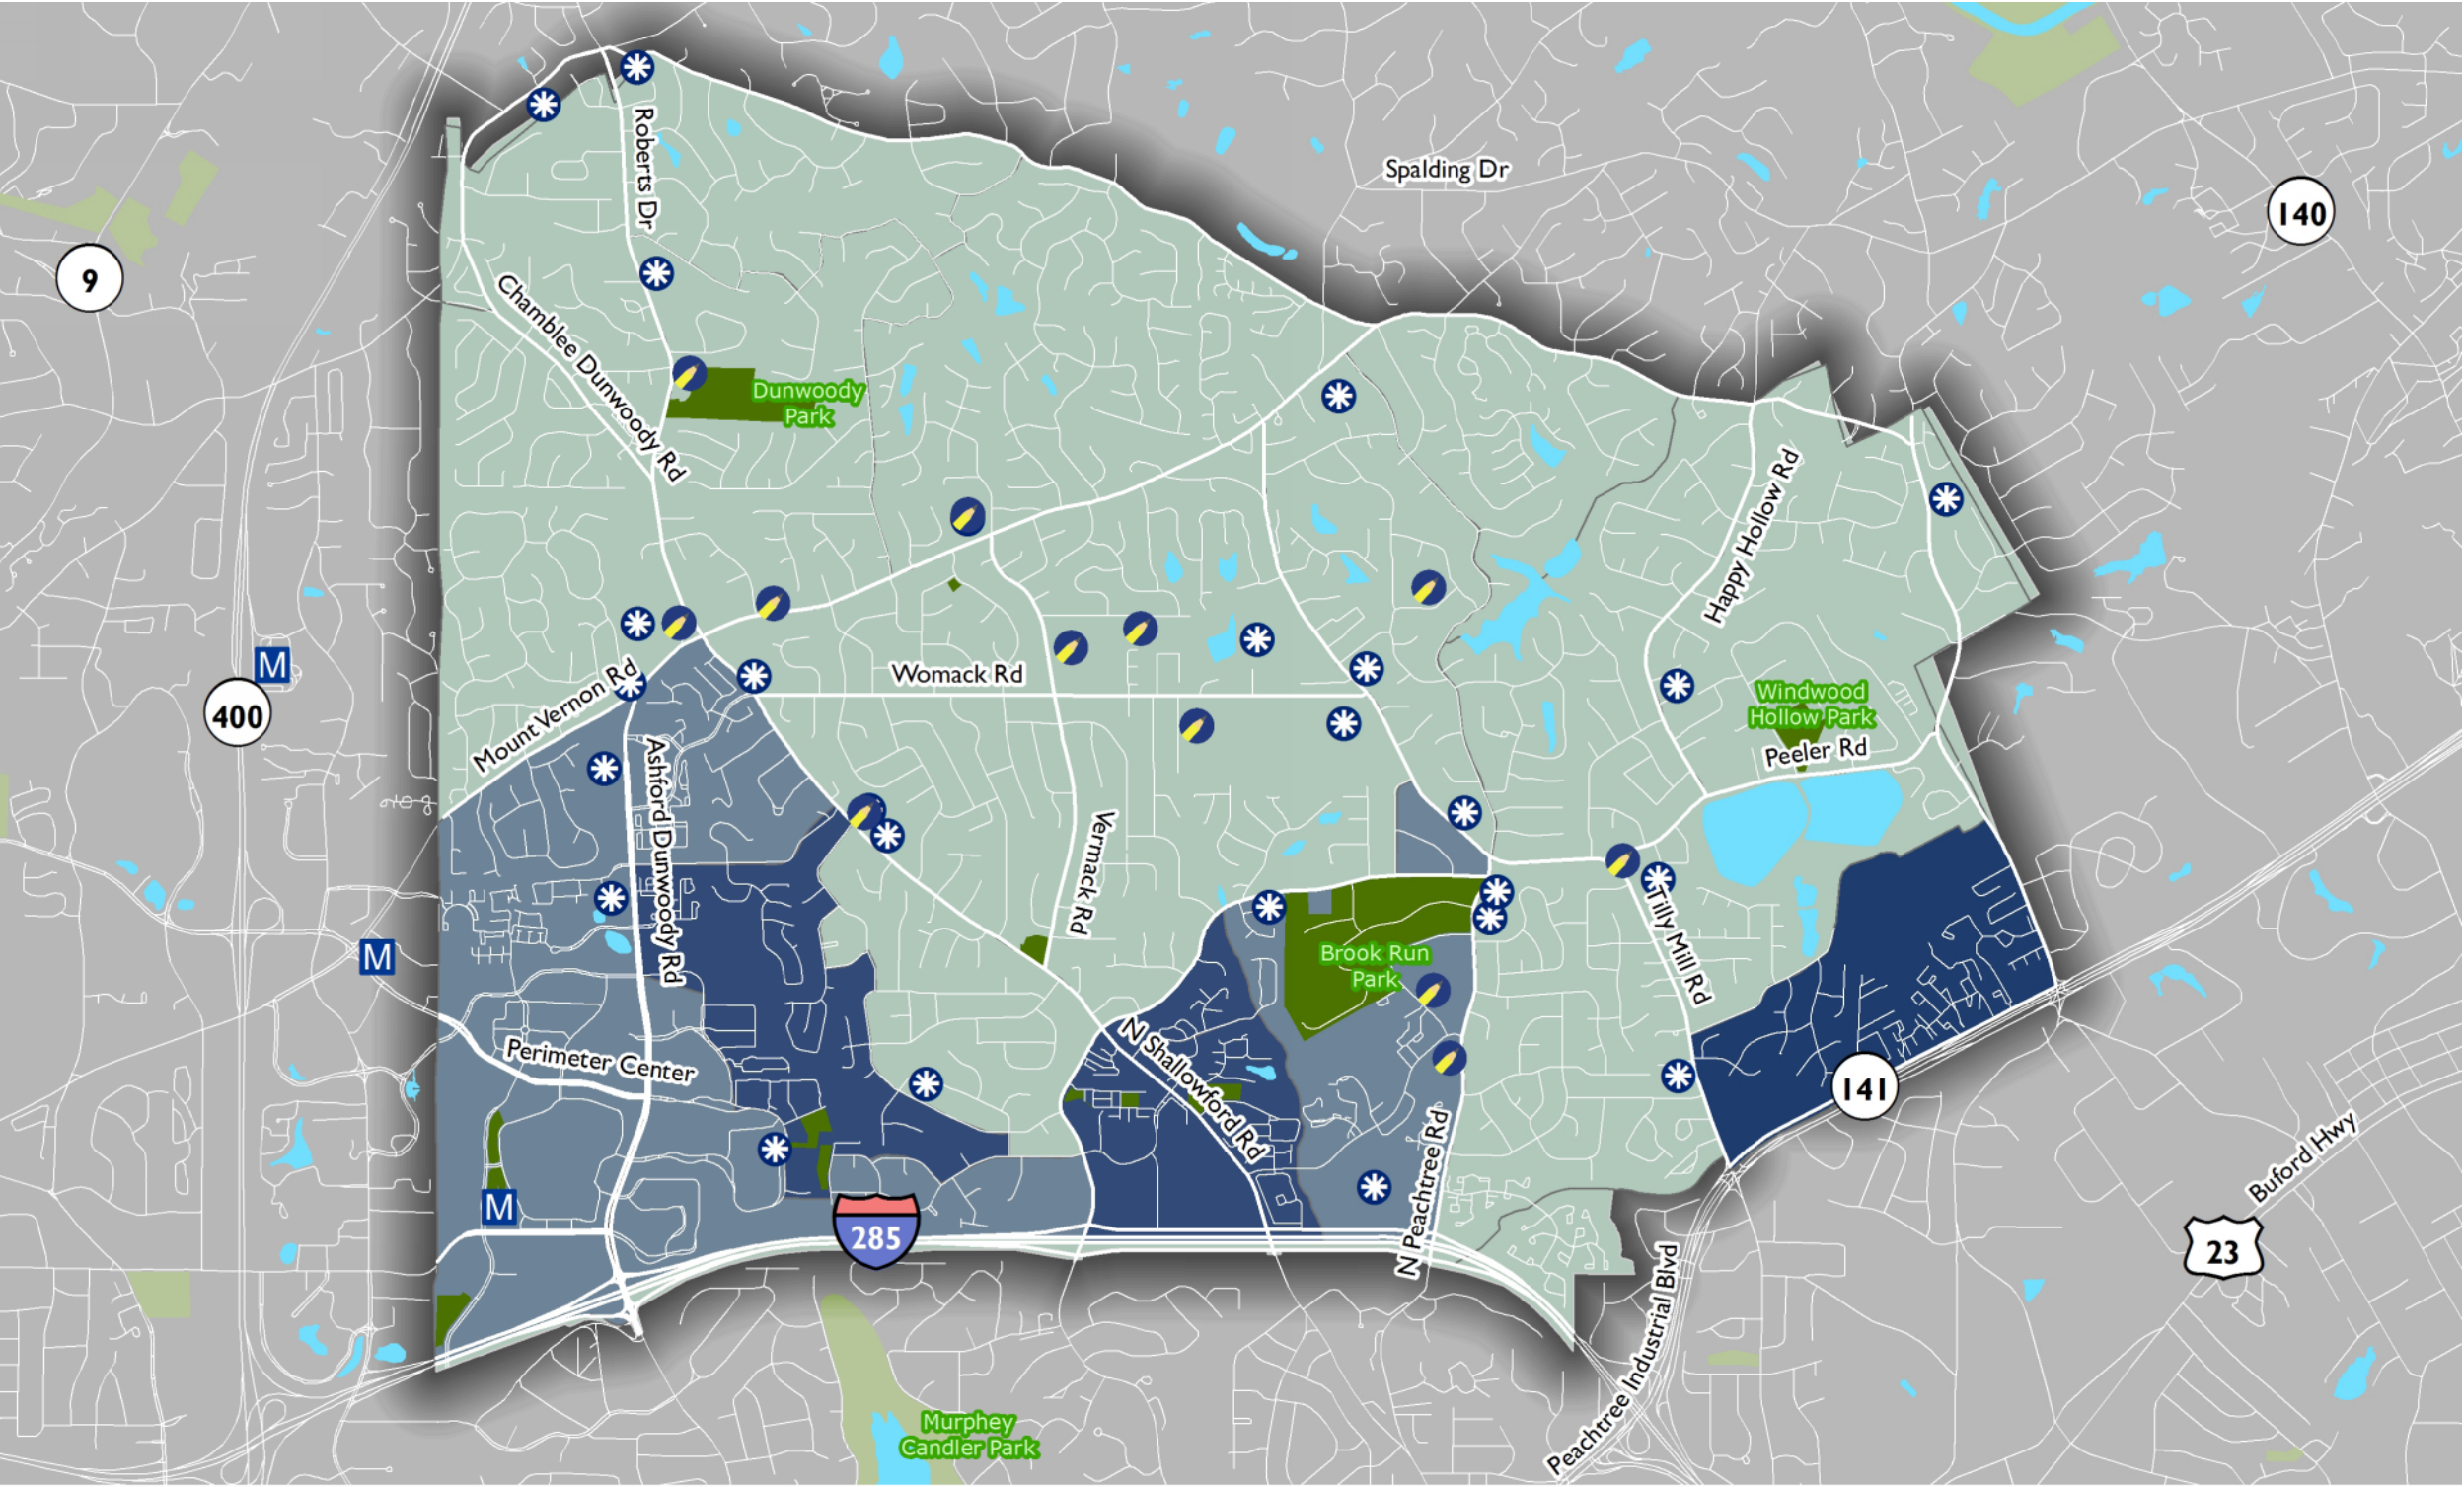 Spalding Dr
Roberts Dr
140
9
Chamblee Dunwoody Rd
Dunwoody
Park
Happy Hollow Rd
M
Womack Rd
400
Mount Vernon Rd
Windwood
Hollow Park
Peeler Rd
Ashford Dunwoody Rd
Vermack Rd
M
Brook Run
Park
Tilly Mill Rd
Perimeter Center
N Shallowford Rd
141
N Peachtree Rd
M
285
Buford Hwy
23
Peachtree Industrial Blvd
Murphey
Candler Park